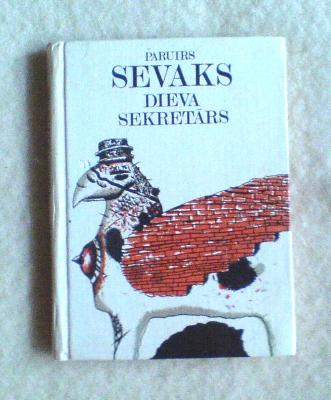 PARUIRS
SEVAKS
DIEVA
SEKRETĀRS